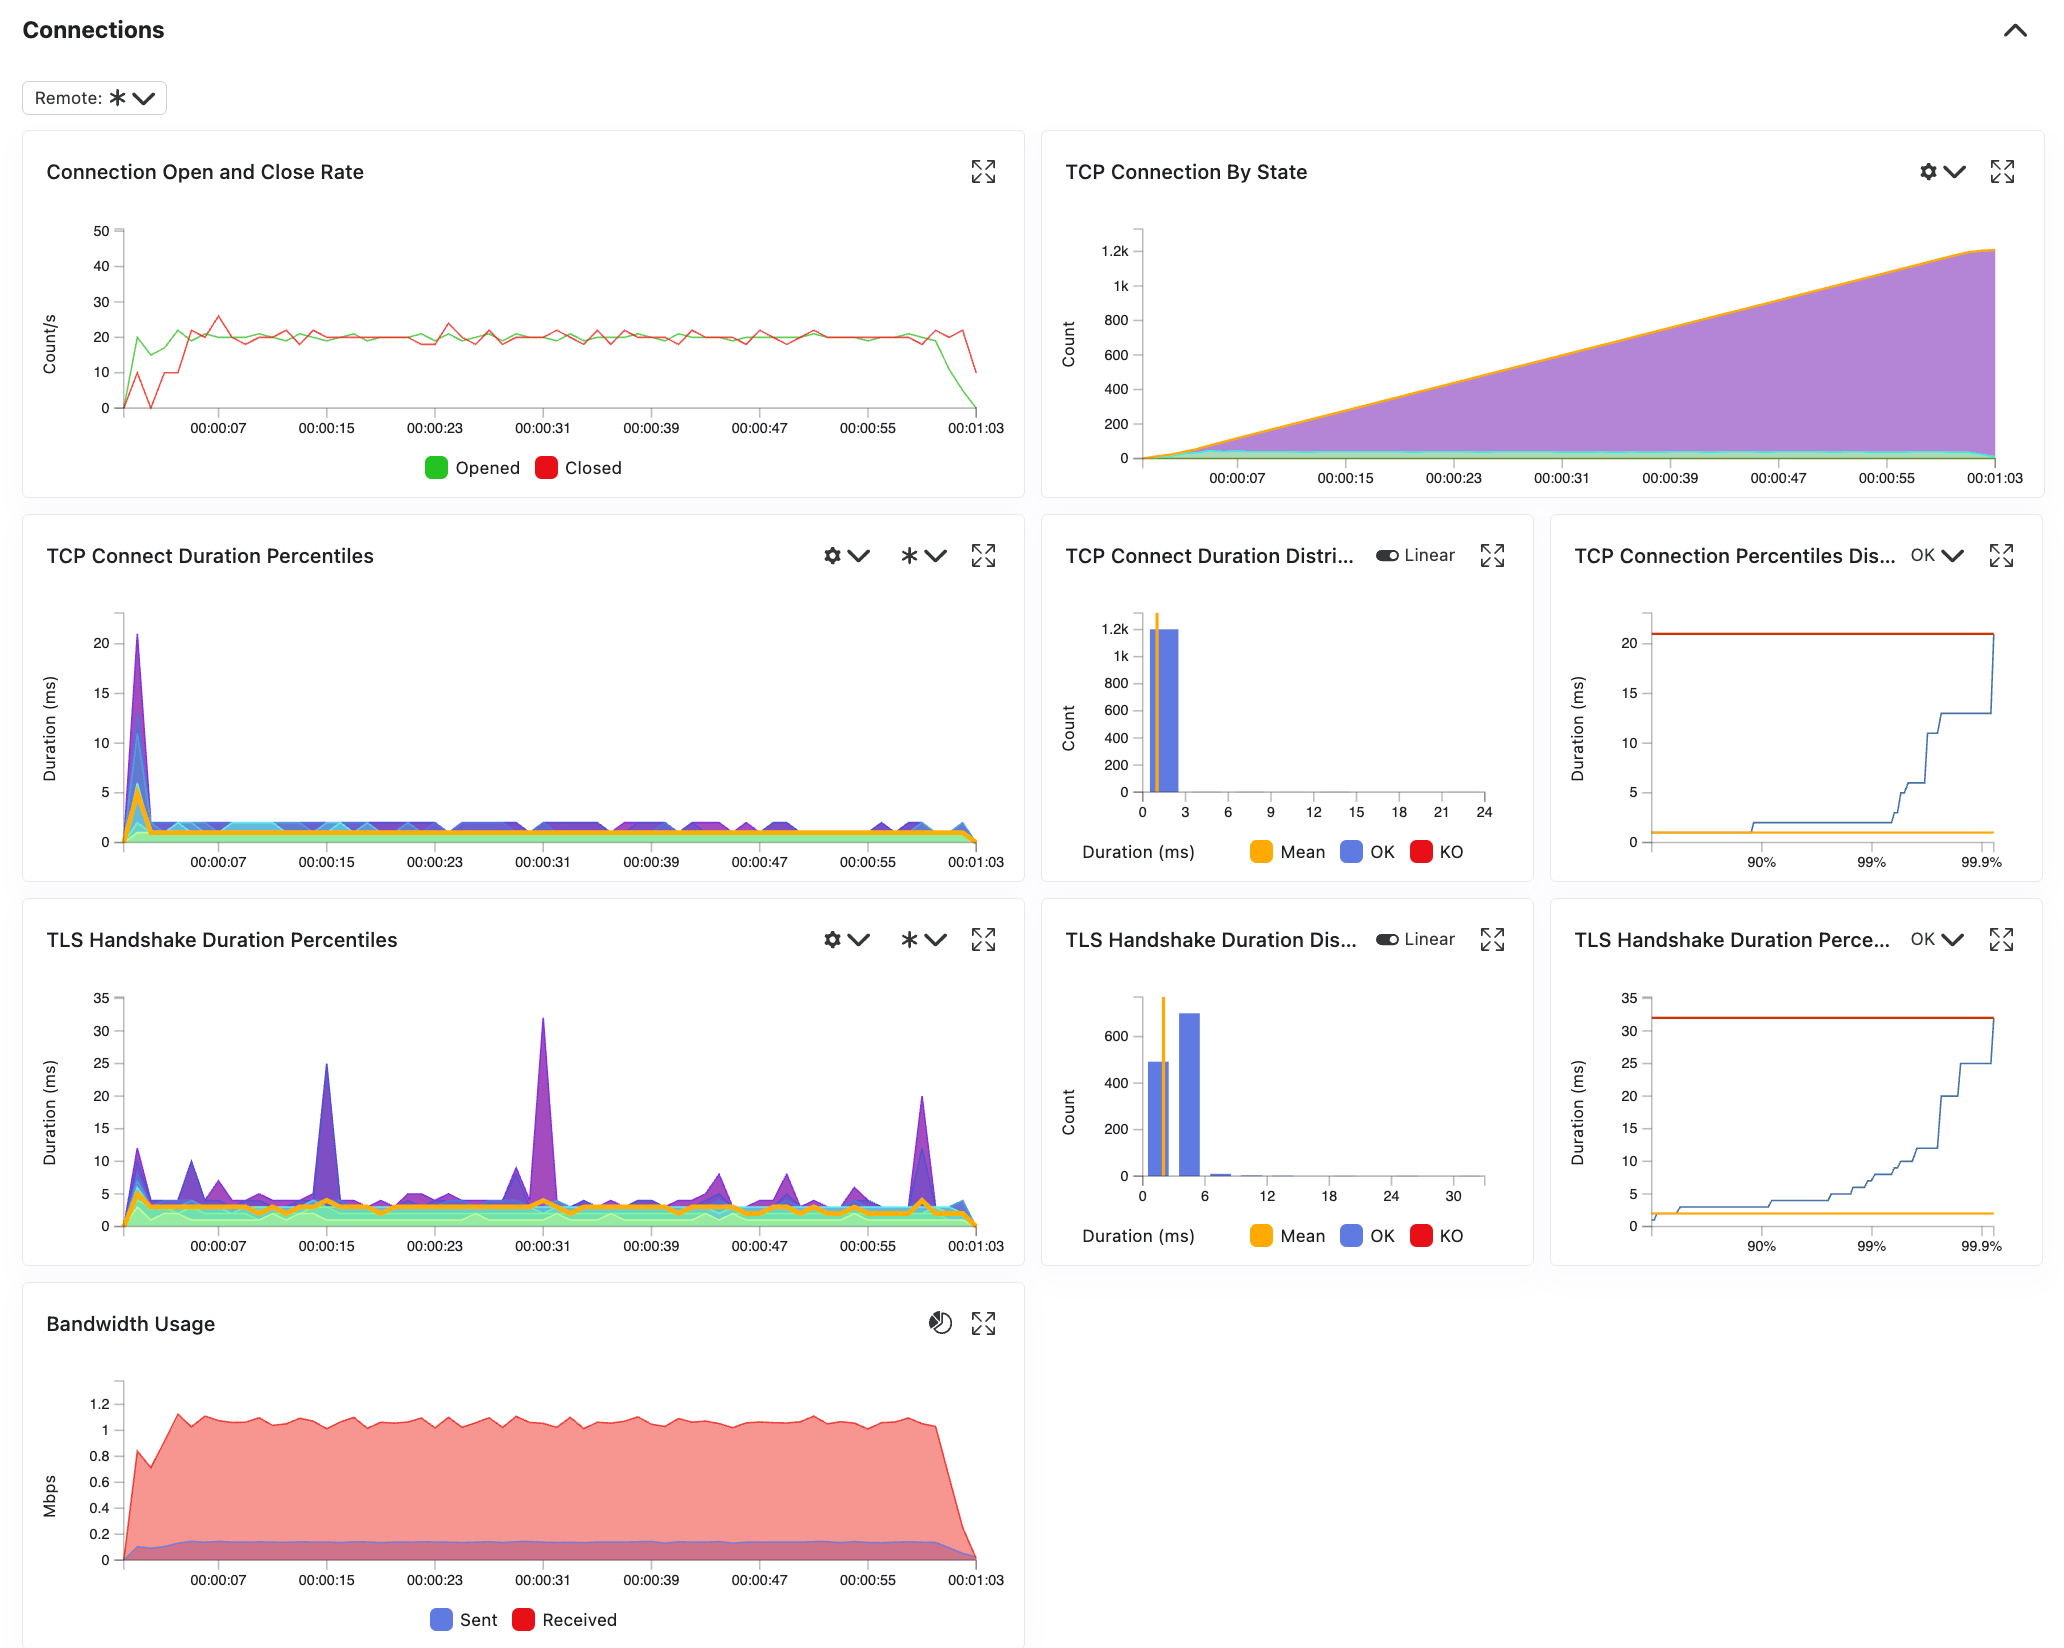 Connections
Remote: *
Connection Open and Close Rate
Count/s
50
40
30
20
10
0
00:00:07 00:00:15 00:00:23 00:00:31 00:00:39 00:00:47 00:00:55 00:01:03
Opened Closed
TCP Connection By State
Count
1.2k
1k
800
600
400
200
0
00:00:07 00:00:15 00:00:23 00:00:31 00:00:39 00:00:47 00:00:55 00:01:03
TCP Connect Duration Percentiles
*
Duration (ms)
20
15
10
5
0
00:00:07 00:00:15 00:00:23 00:00:31 00:00:39 00:00:47 00:00:55 00:01:03
TCP Connect Duration Distri... Linear
Count
1.2k
1k
800
600
400
200
0
0 3 6 9 12 15 18 21 24
Duration (ms) Mean OK KO
TCP Connection Percentiles Dis... OK
Duration (ms)
20
15
10
5
0
90% 99% 99.9%
TLS Handshake Duration Percentiles
*
Duration (ms)
35
30
25
20
15
10
5
0
00:00:07 00:00:15 00:00:23 00:00:31 00:00:39 00:00:47 00:00:55 00:01:03
TLS Handshake Duration Dis... Linear
Count
600
400
200
0
0 6 12 18 24 30
Duration (ms) Mean OK KO
TLS Handshake Duration Perce... OK
Duration (ms)
35
30
25
20
15
10
5
0
90% 99% 99.9%
Bandwidth Usage
Mbps
1.2
1
0.8
0.6
0.4
0.2
0
00:00:07 00:00:15 00:00:23 00:00:31 00:00:39 00:00:47 00:00:55 00:01:03
Sent Received